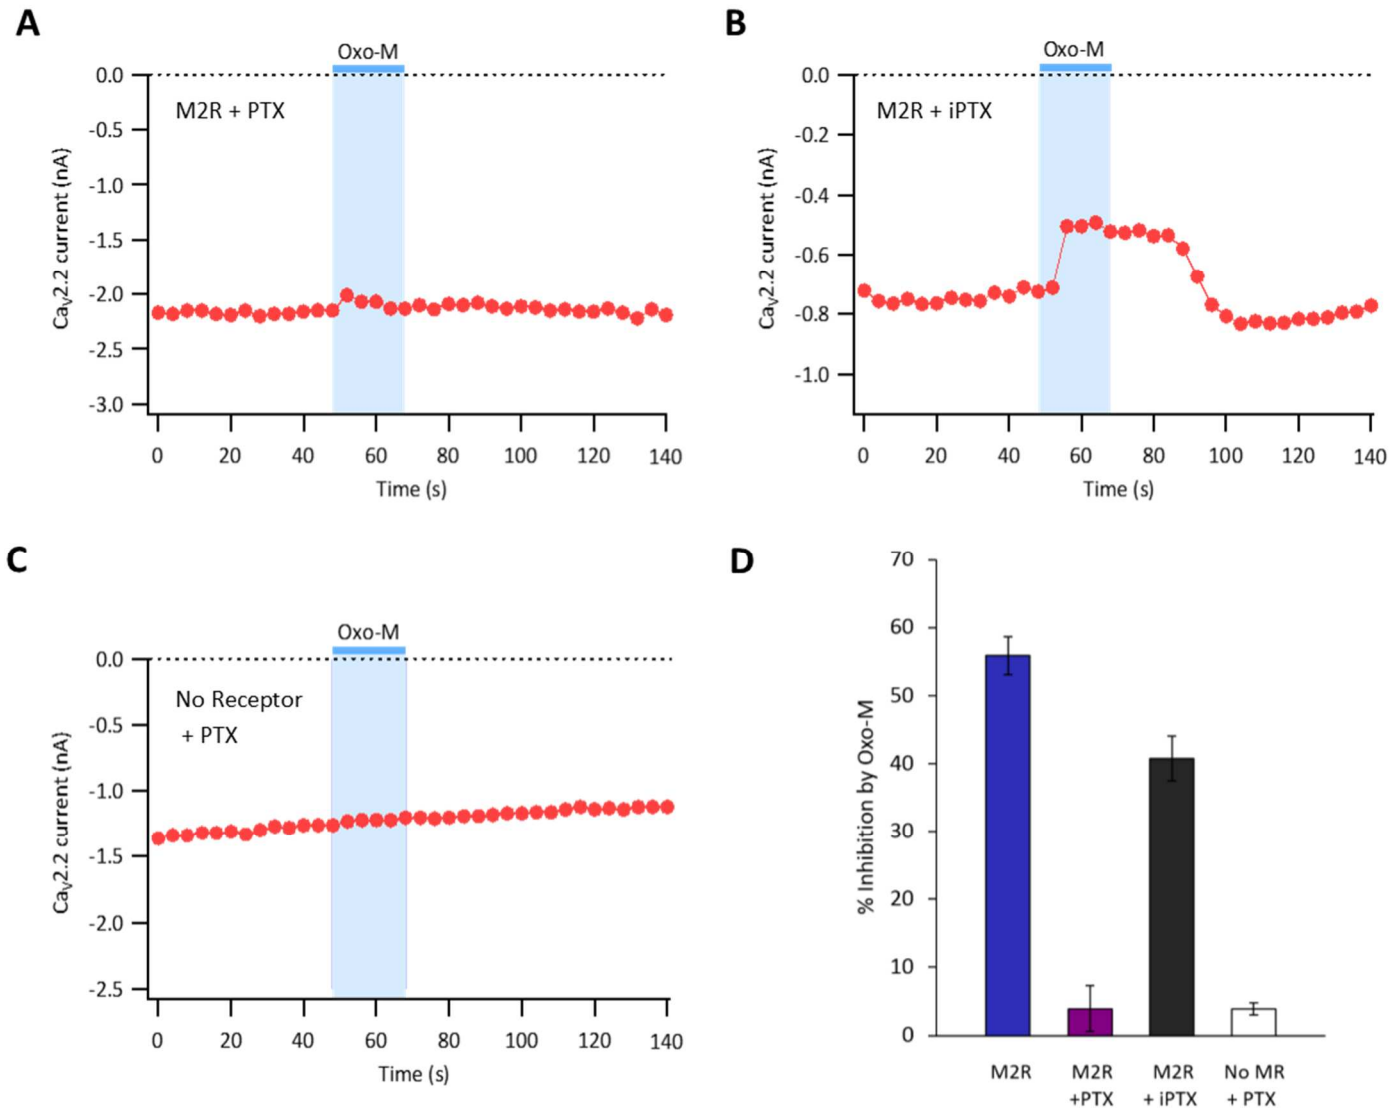 A
Oxo-M
0.0
M2R + PTX
-0.5
-1.0
-1.5
-2.0
-2.5
-3.0
Cav2.2 current (nA)
0 20 40 60 80 100 120 140
Time (s)
B
Oxo-M
0.0
M2R + iPTX
-0.2
-0.4
-0.6
-0.8
-1.0
Cav2.2 current (nA)
0 20 40 60 80 100 120 140
Time (s)
C
Oxo-M
0.0
No Receptor
+ PTX
-0.5
-1.0
-1.5
-2.0
-2.5
Cav2.2 current (nA)
0 20 40 60 80 100 120 140
Time (s)
D
70
60
50
40
30
20
10
0
% Inhibition by Oxo-M
M2R M2R M2R No MR
+PTX + iPTX + PTX